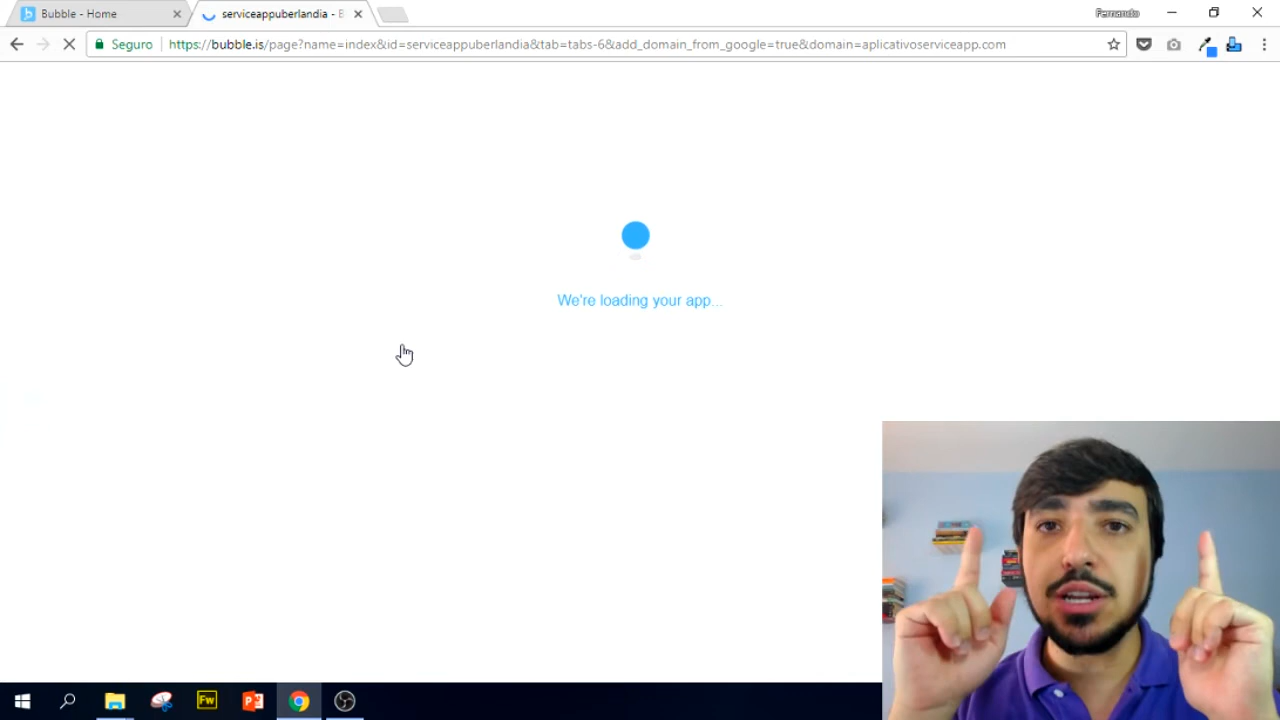 Bubble - Home
serviceappuberlandia - B
Fernando
Seguro
https://bubble.is/page?name=index&id=serviceappuberlandia&tab=tabs-6&add_domain_from_google=true&domain=aplicativoserviceapp.com
We're loading your app...
Fw